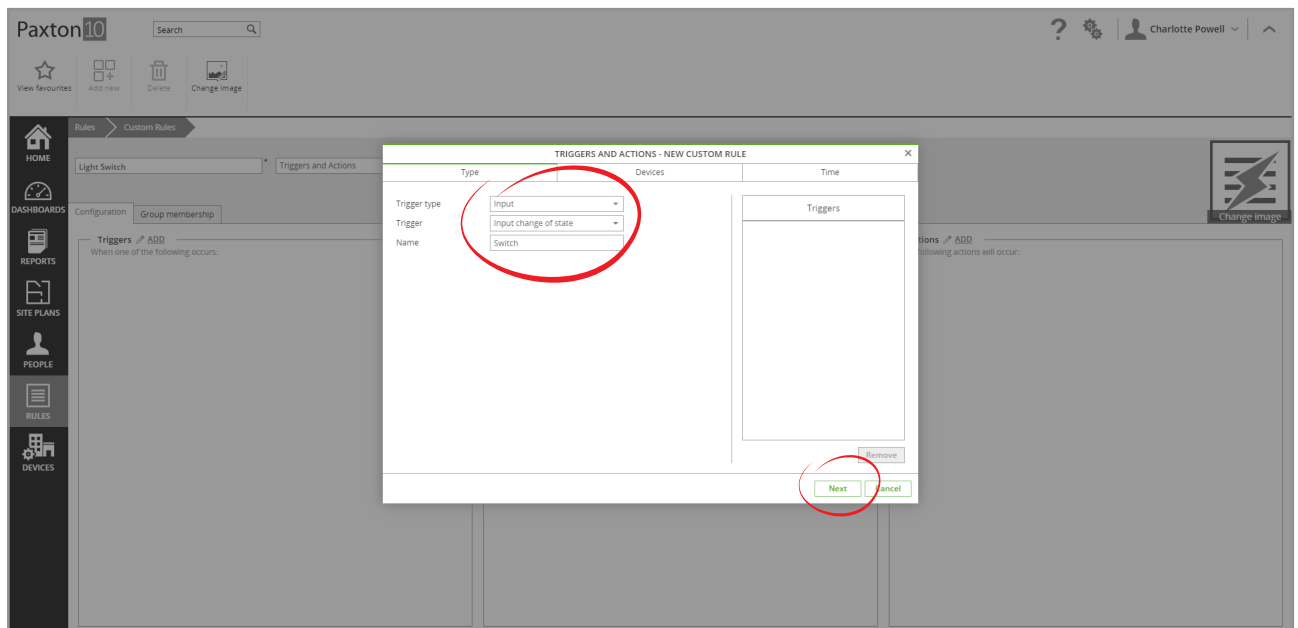 Paxton10
Search
Charlotte Powell
View favourites
Add new
Delete
Change image
Rules
Custom Rules
HOME
DASHBOARDS
REPORTS
SITE PLANS
PEOPLE
RULES
DEVICES
Light Switch
*
Triggers and Actions
Change image
Configuration
Group membership
Triggers ADD
When one of the following occurs:
tions ADD
ollowing actions will occur:
TRIGGERS AND ACTIONS - NEW CUSTOM RULE
Type
Devices
Time
Trigger type
Input
Trigger
Input change of state
Name
Switch
Triggers
Remove
Next
Cancel